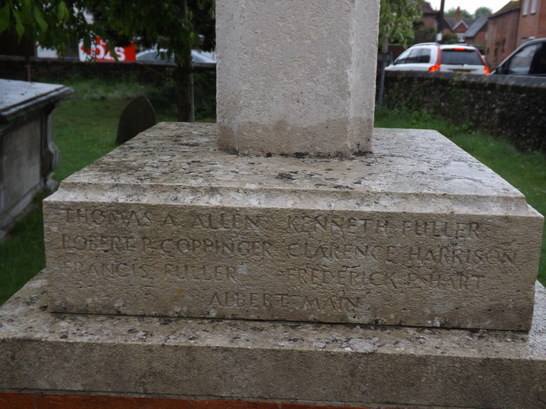 THOMAS A. ALLEN KENNETH F. FULLER
ROBERT R. COPPINGER CLARENCE HARRISON
FRANCIS FULLER FREDERICK E. HART
ALBERT MAIN